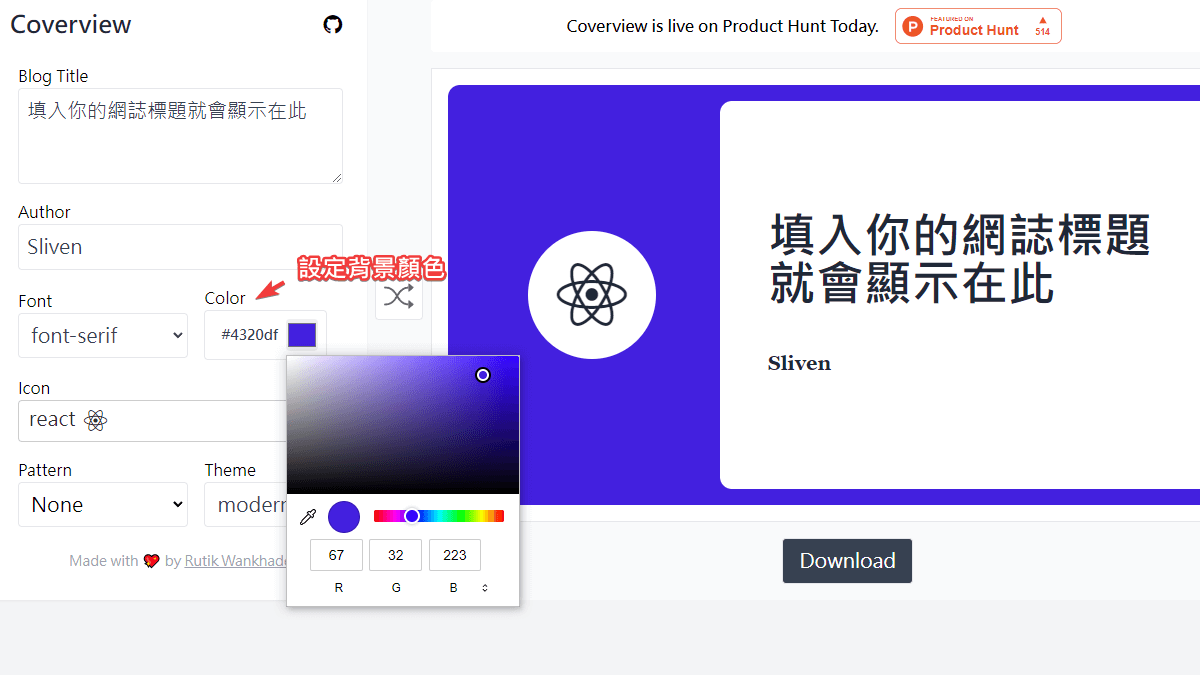 Coverview
Coverview is live on Product Hunt Today.
P
FEATURED ON
Product Hunt
514
Blog Title
填入你的網誌標題就會顯示在此
Author
Sliven
設定背景顏色
Font
Color
font-serif
#4320df
Icon
react
Pattern
Theme
None
modern
Made with by Rutik Wankhade
67 32 223
R G B
填入你的網誌標題
就會顯示在此
Sliven
Download